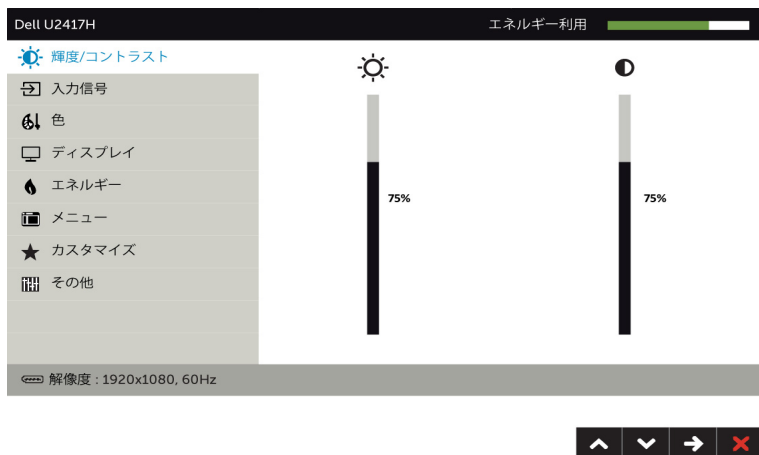 Dell U2417H
エネルギー利用
輝度/コントラスト
入力信号
色
ディスプレイ
エネルギー
メニュー
カスタマイズ
その他
75%
75%
解像度 : 1920x1080, 60Hz